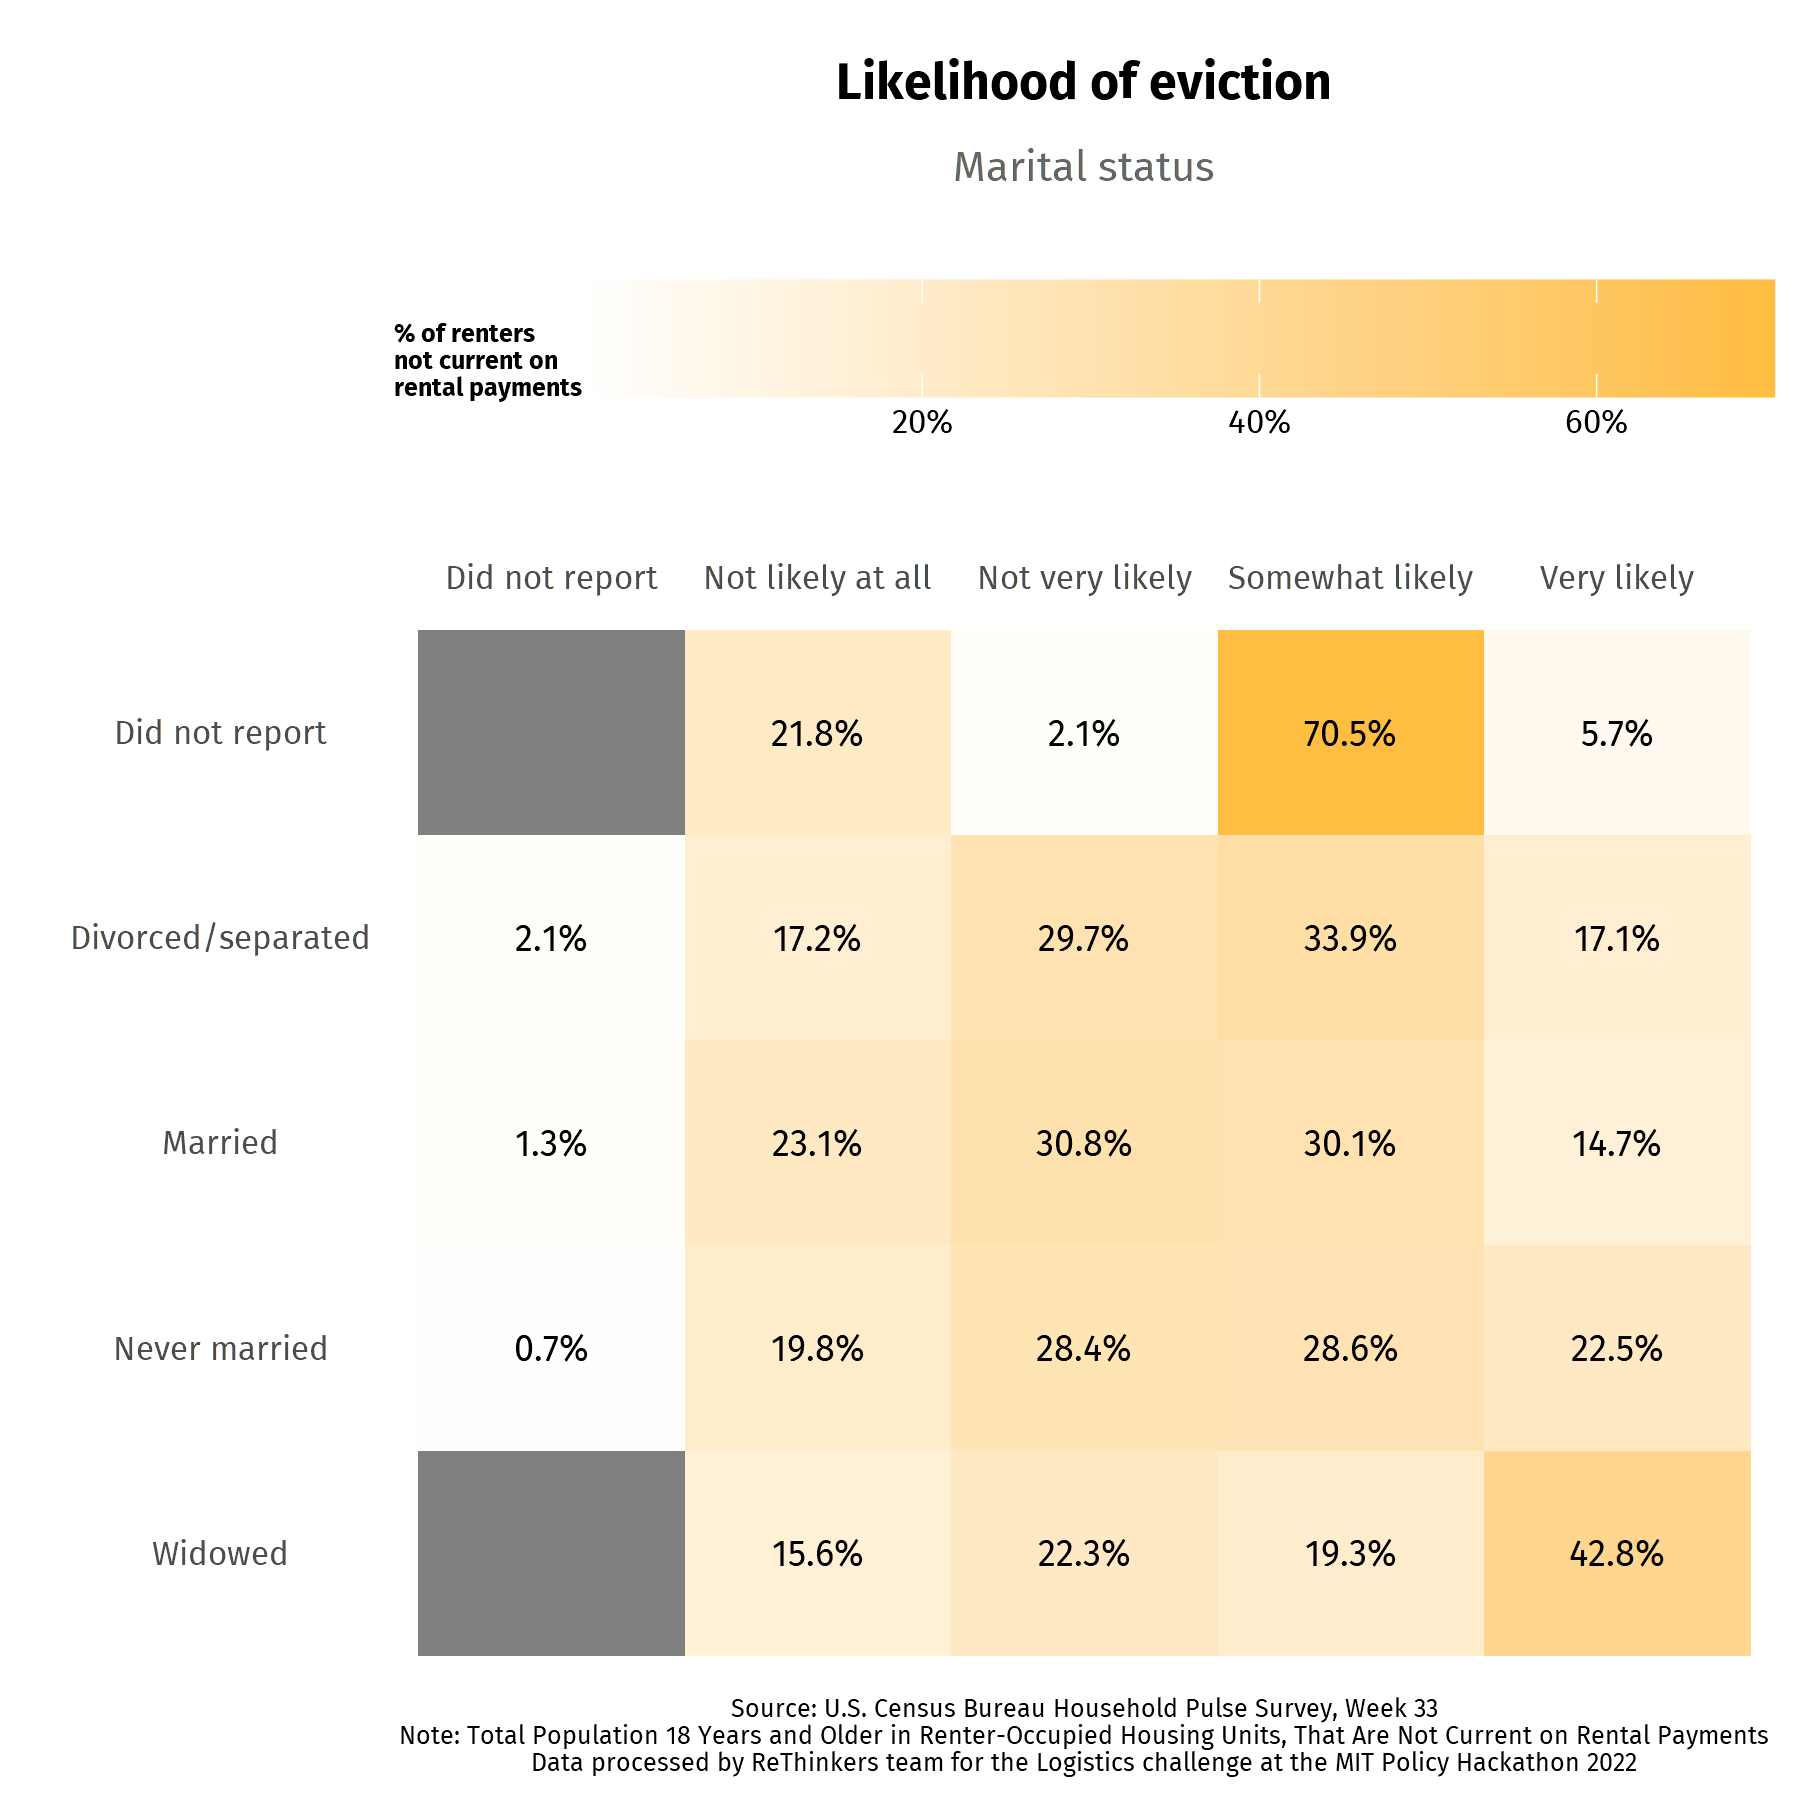 Likelihood of eviction
Marital status
% of renters
not current on
rental payments
20% 40% 60%
Did not report Not likely at all Not very likely Somewhat likely Very likely
Did not report 21.8% 2.1% 70.5% 5.7%
Divorced/separated 2.1% 17.2% 29.7% 33.9% 17.1%
Married 1.3% 23.1% 30.8% 30.1% 14.7%
Never married 0.7% 19.8% 28.4% 28.6% 22.5%
Widowed 15.6% 22.3% 19.3% 42.8%
Source: U.S. Census Bureau Household Pulse Survey, Week 33
Note: Total Population 18 Years and Older in Renter-Occupied Housing Units, That Are Not Current on Rental Payments
Data processed by ReThinkers team for the Logistics challenge at the MIT Policy Hackathon 2022